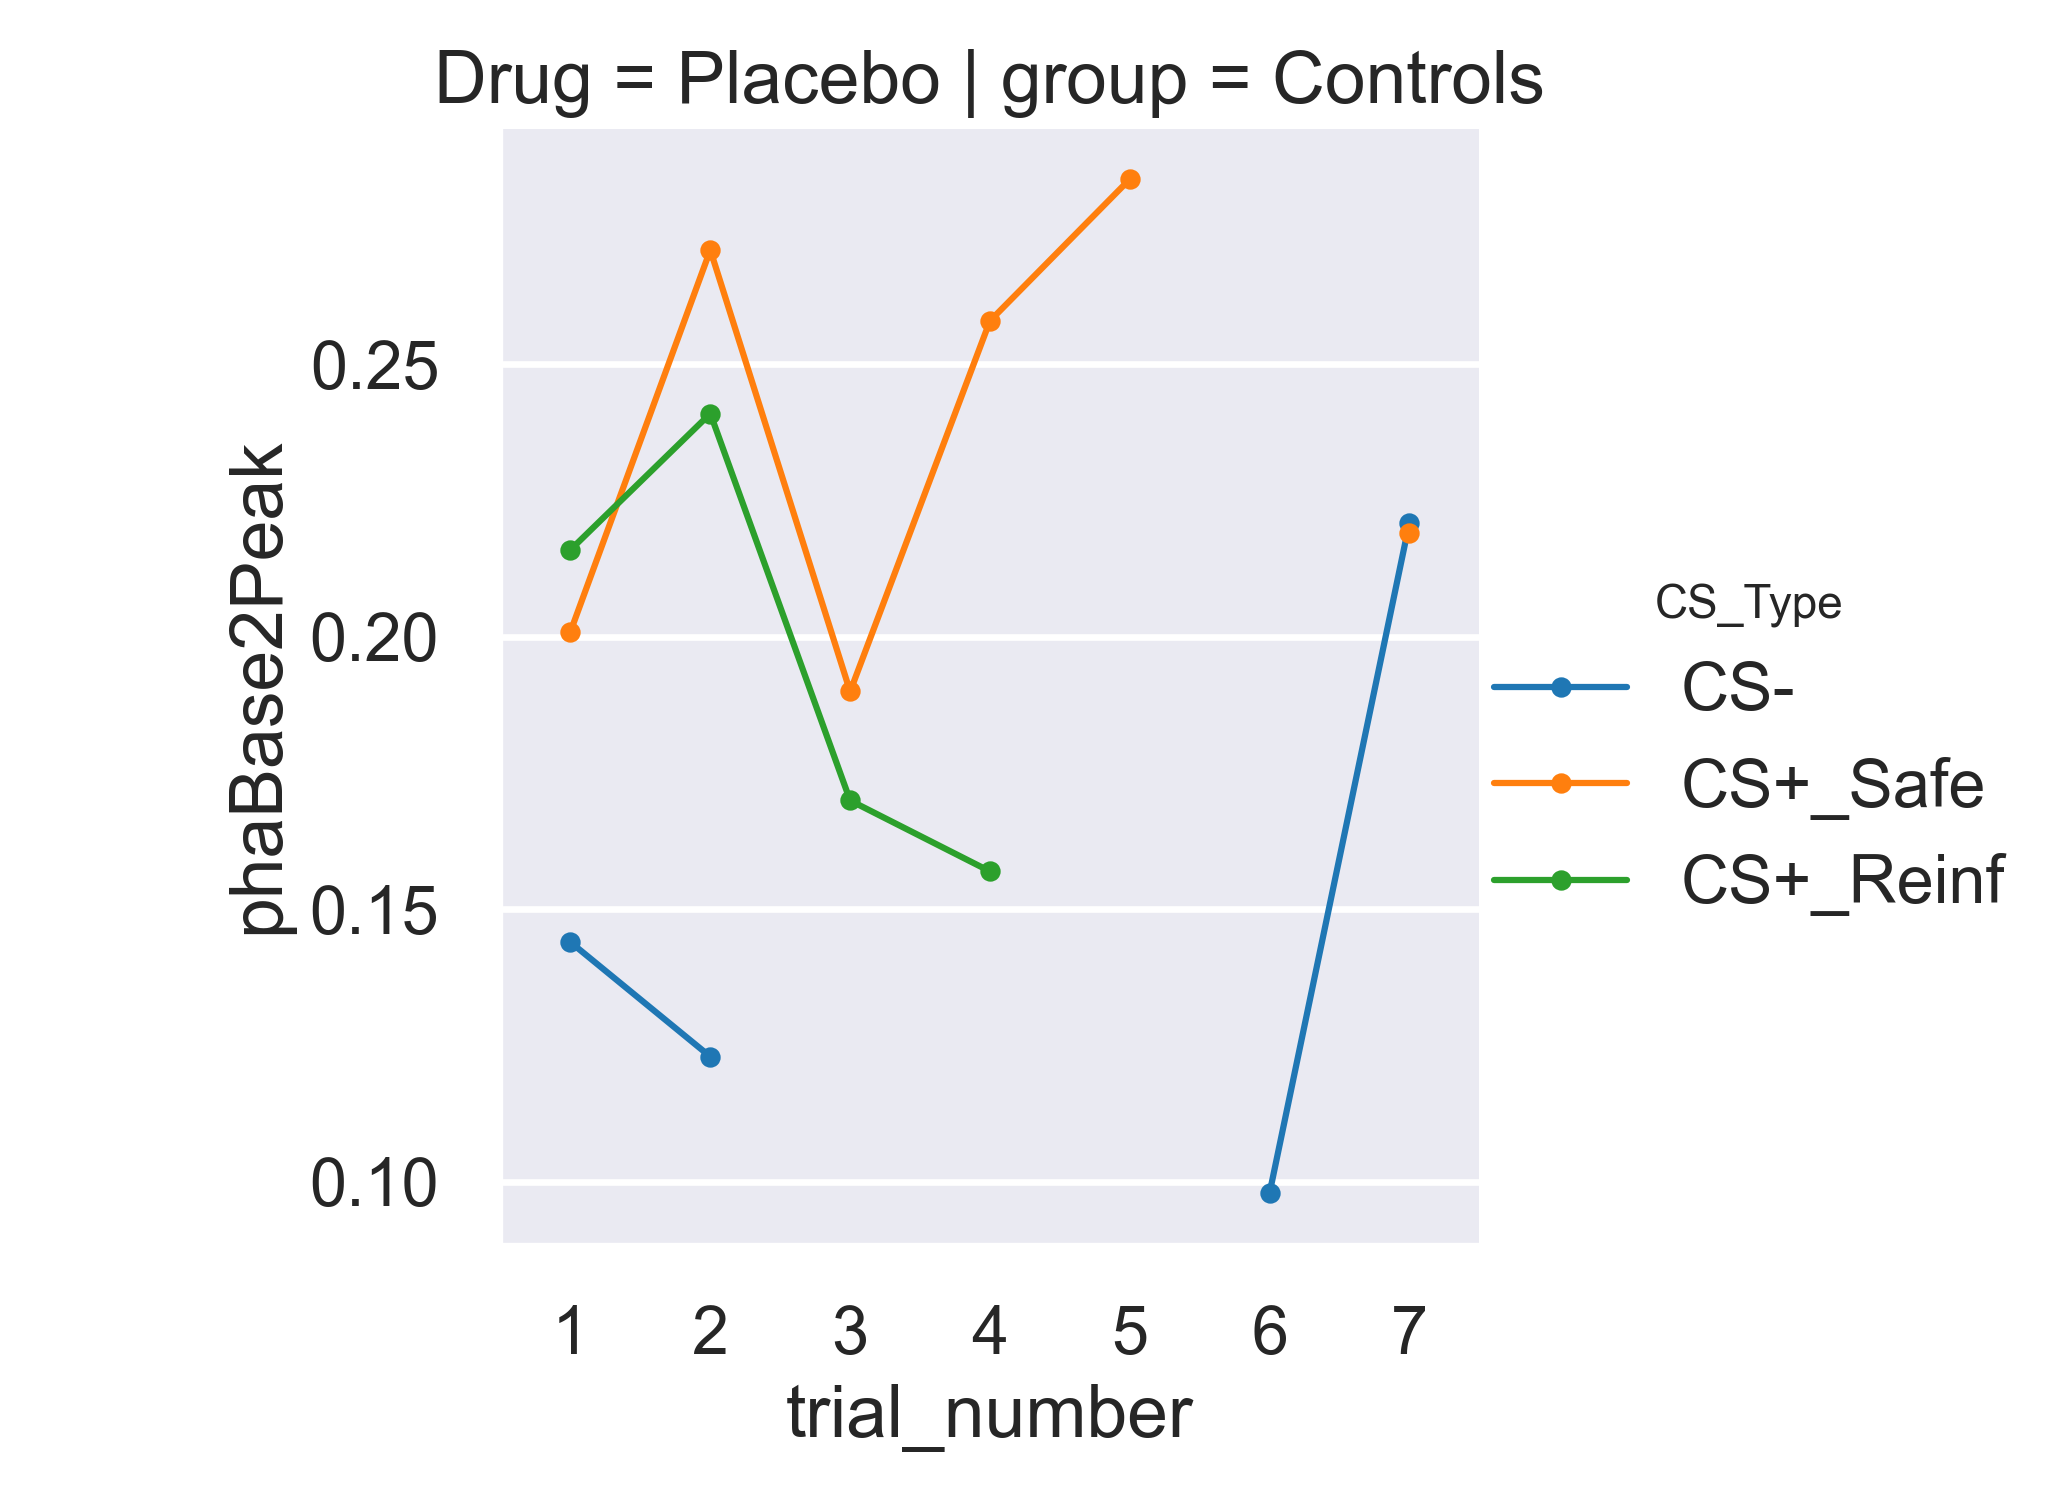 Drug = Placebo | group = Controls
phaBase2Peak
0.25
0.20
0.15
0.10
1 2 3 4 5 6 7
trial_number
CS_Type
CS-
CS+_Safe
CS+_Reinf